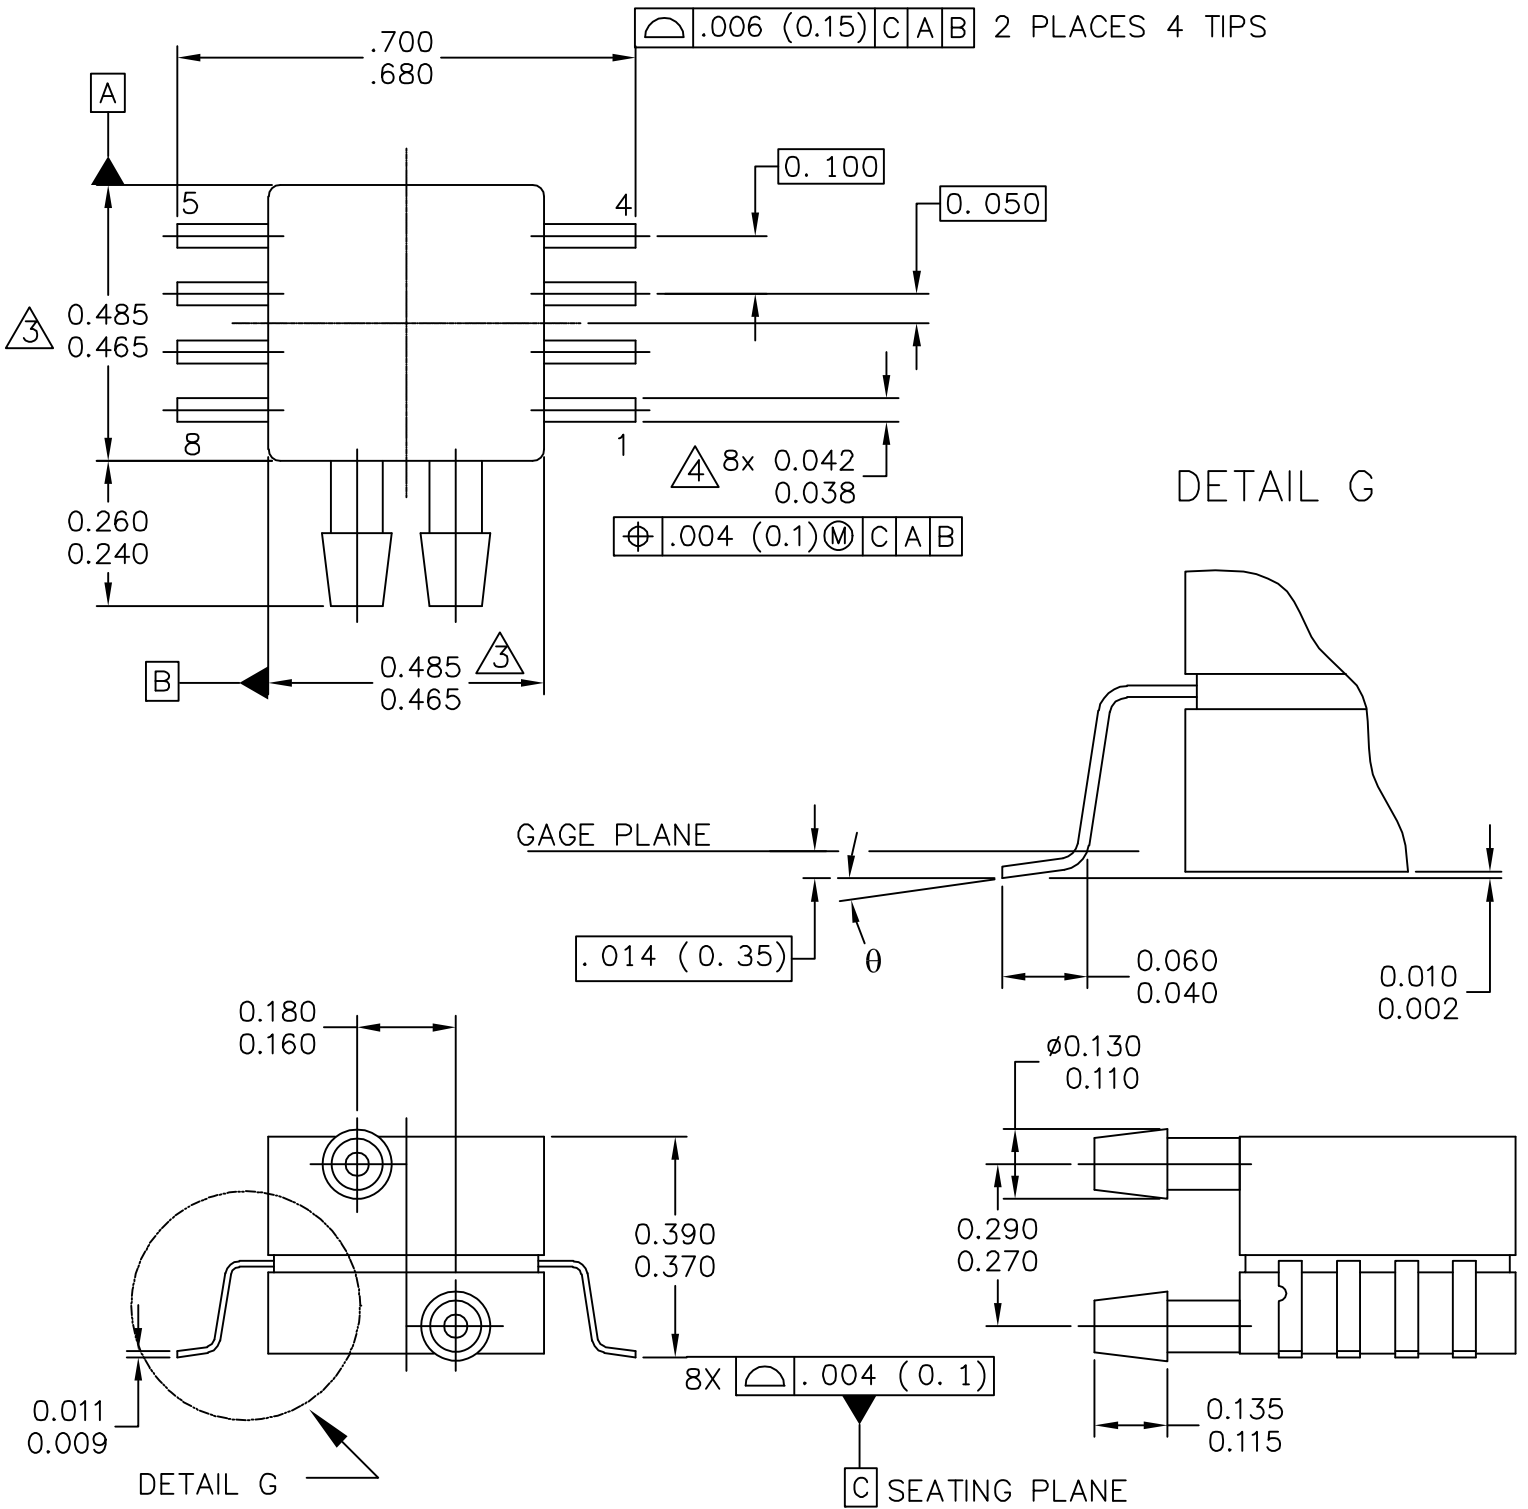 .006 (0.15) C A B 2 PLACES 4 TIPS
.700
.680
A
0. 100
0. 050
5
4
3
0.485
0.465
8
1
4
8x 0.042
0.038
.004 (0.1) Ⓜ C A B
0.260
0.240
B
0.485
0.465
3
DETAIL G
GAGE PLANE
. 014 (0. 35)
θ
0.060
0.040
0.010
0.002
0.180
0.160
0.390
0.370
8X . 004 (0. 1)
C SEATING PLANE
0.011
0.009
DETAIL G
ø0.130
0.110
0.290
0.270
0.135
0.115